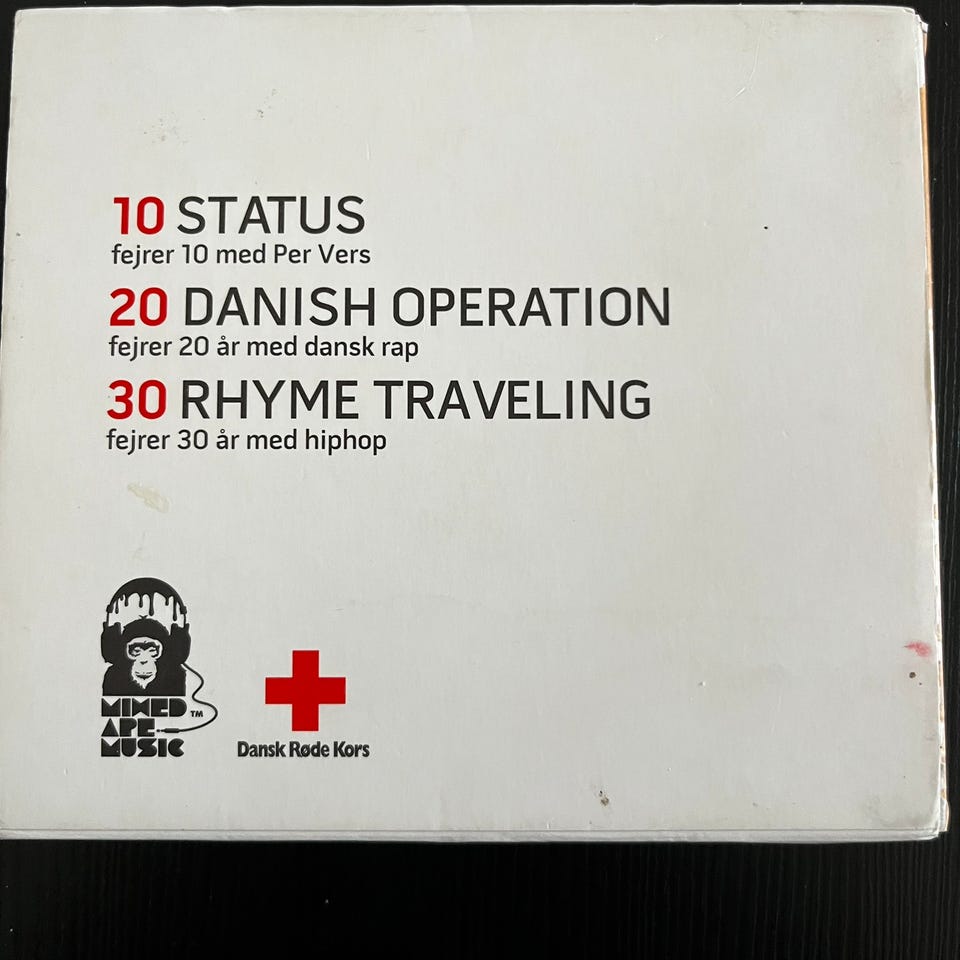 10 STATUS
fejrer 10 med Per Vers
20 DANISH OPERATION
fejrer 20 år med dansk rap
30 RHYME TRAVELING
fejrer 30 år med hiphop
MIXED
APE
MUSIC
TM
Dansk Røde Kors